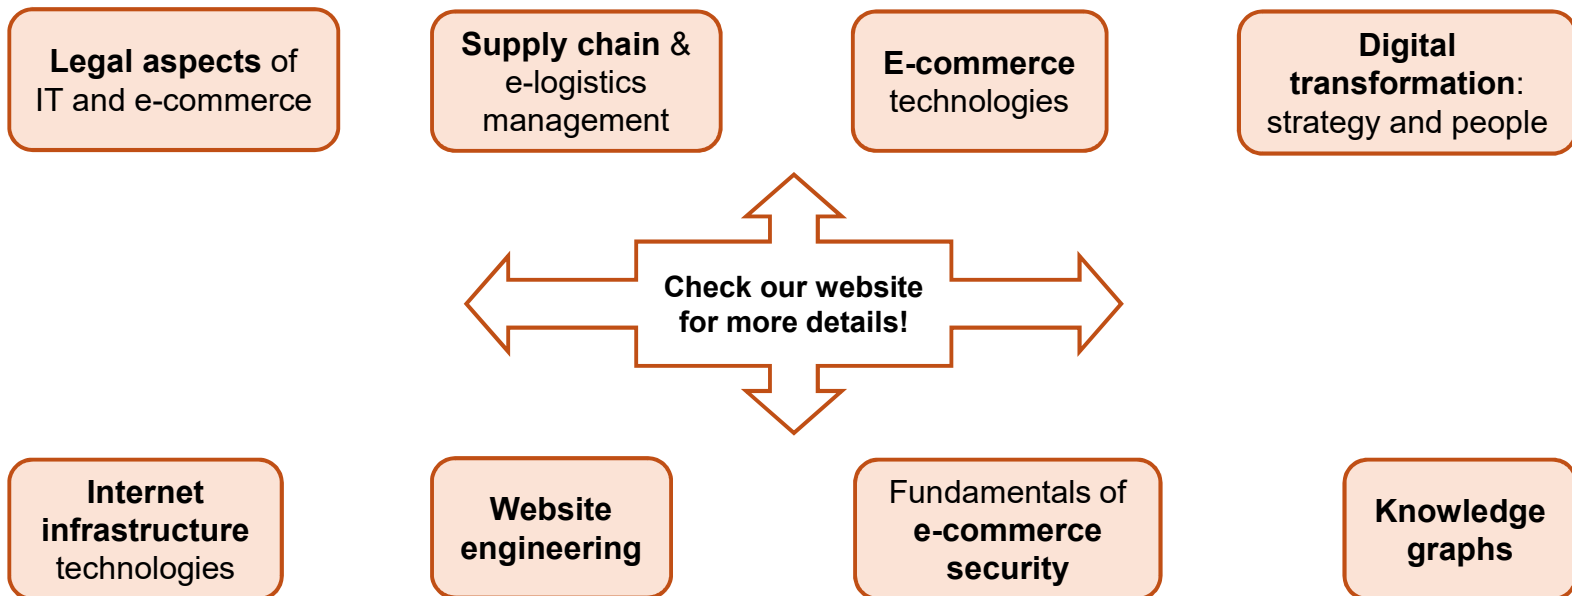 Legal aspects of
IT and e-commerce
Supply chain &
e-logistics
management
E-commerce
technologies
Digital
transformation:
strategy and people
Check our website
for more details!
Internet
infrastructure
technologies
Website
engineering
Fundamentals of
e-commerce
security
Knowledge
graphs